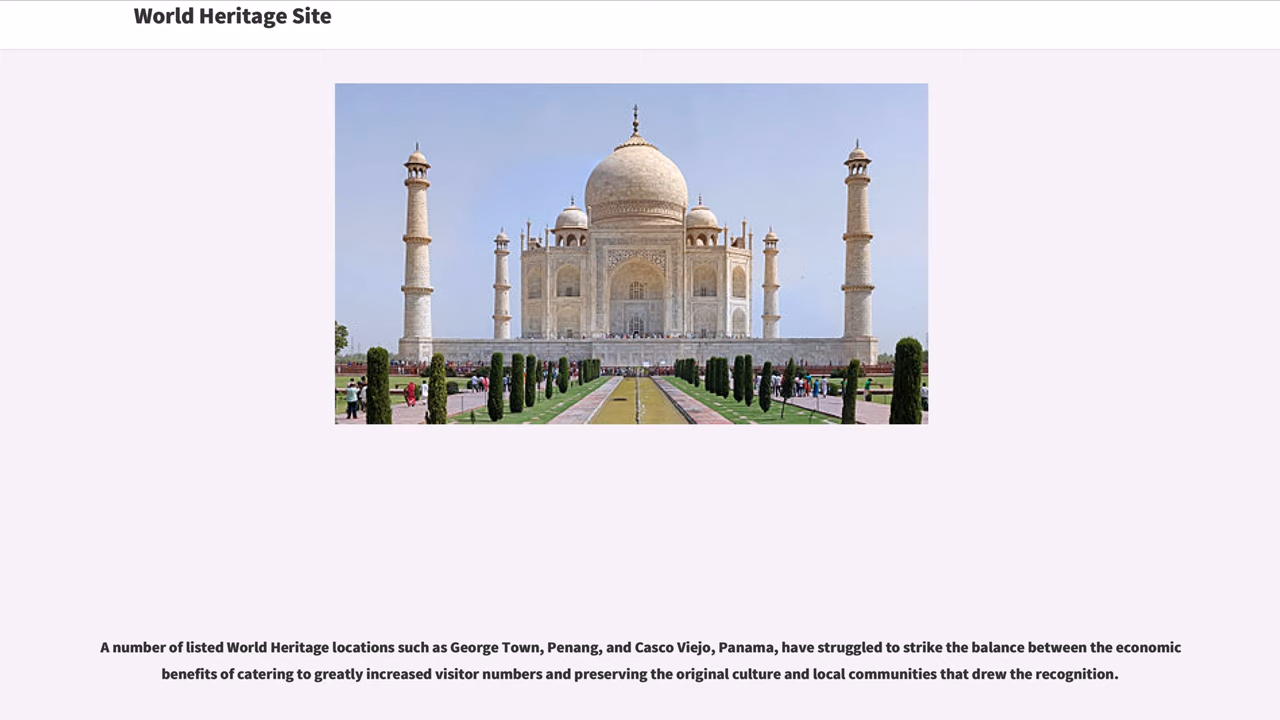 World Heritage Site
A number of listed World Heritage locations such as George Town, Penang, and Casco Viejo, Panama, have struggled to strike the balance between the economic
benefits of catering to greatly increased visitor numbers and preserving the original culture and local communities that drew the recognition.